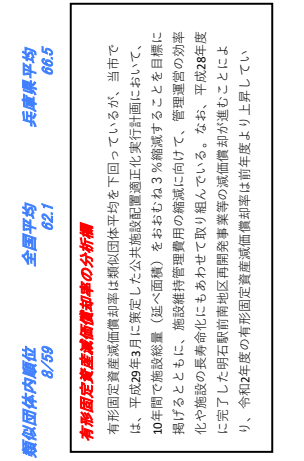 類似団体内順位 全国平均 兵庫県平均
8/59 62.1 66.5
有形固定資産減価償却率の分析欄
有形固定資産減価償却率は類似団体平均を下回っているが、当市で
は、平成29年3月に策定した公共施設配置適正化実行計画において、
10年間で施設総量（延べ面積）をおおむね３％縮減することを目標に
掲げるとともに、施設維持管理費用の縮減に向けて、管理運営の効率
化や施設の長寿命化にもあわせて取り組んでいる。なお、平成28年度
に完了した明石駅前南地区再開発事業等の減価償却が進むことによ
り、令和2年度の有形固定資産減価償却率は前年度より上昇してい